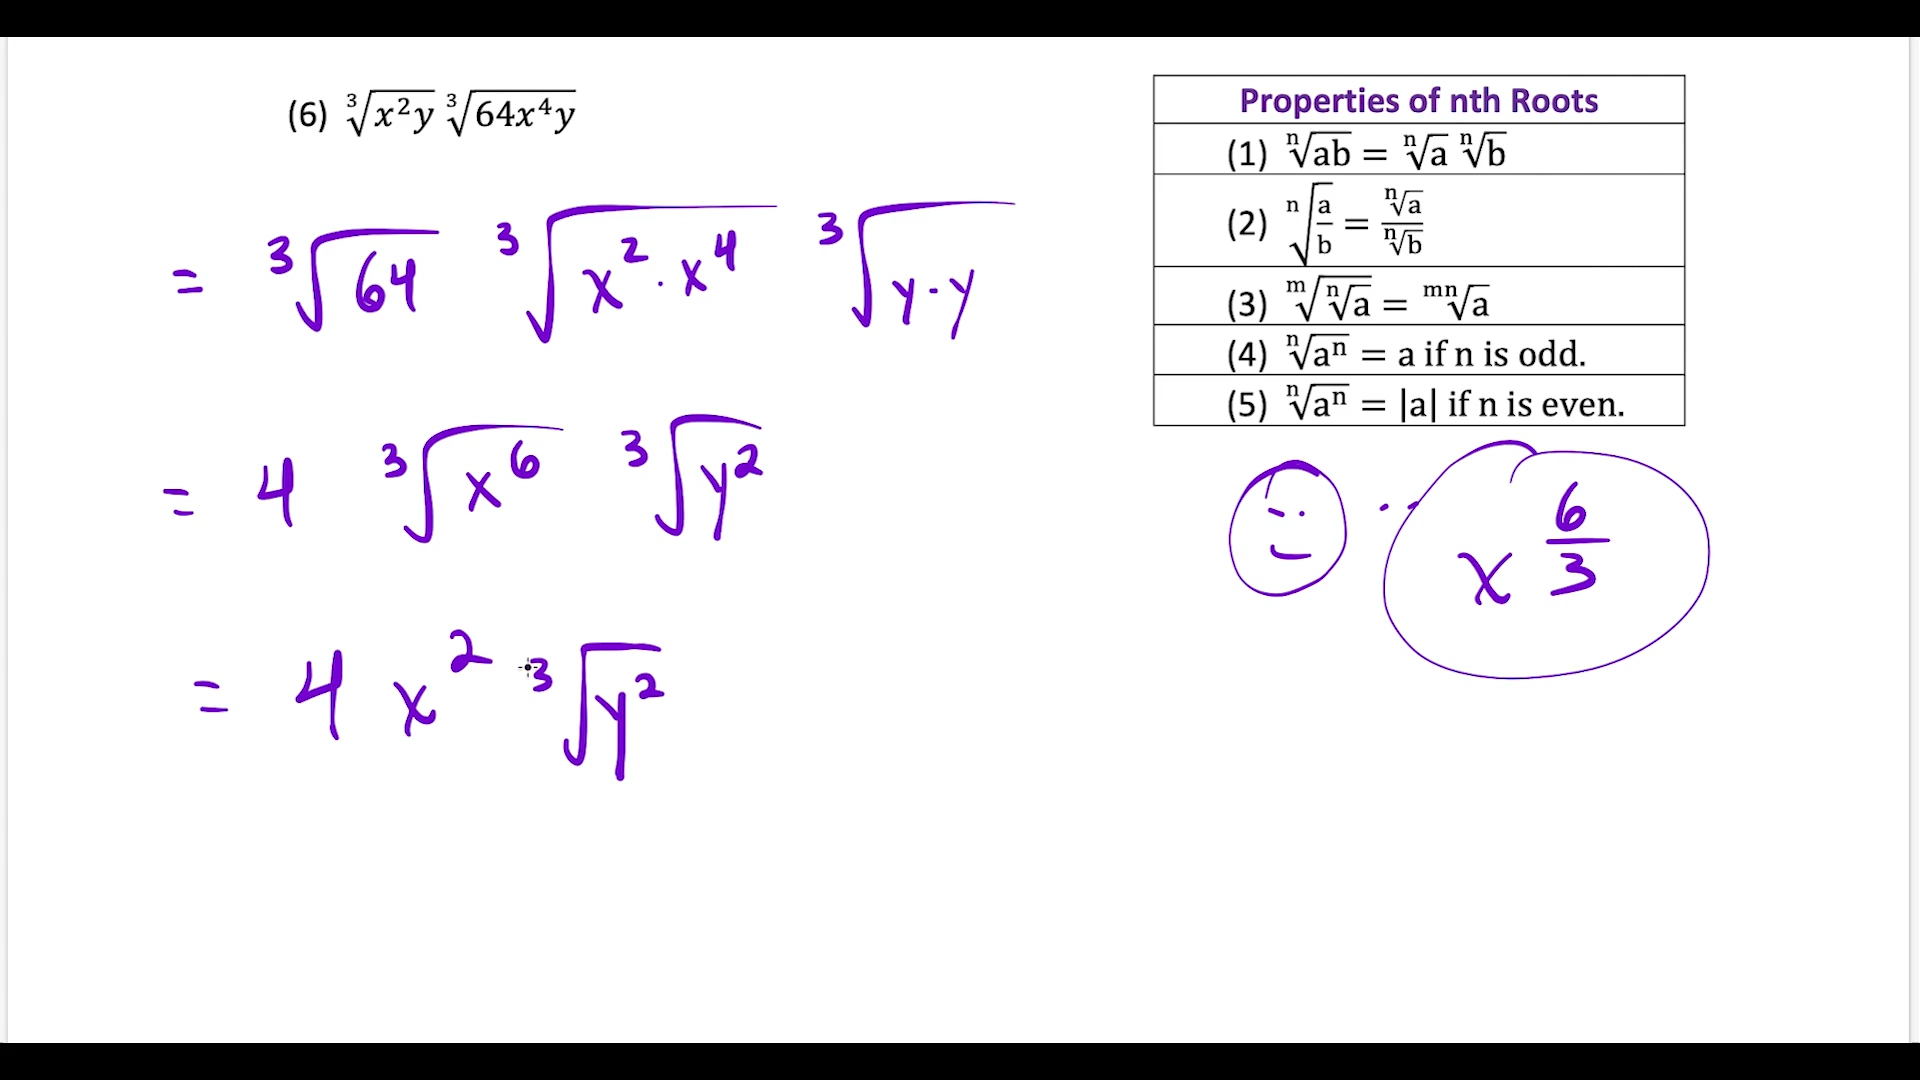 (6) ∛(x²y) ∛(64x⁴y)
= ∛64 ∛(x² · x⁴) ∛(y · y)
= 4 ∛(x⁶) ∛(y²)
= 4 x² ∛(y²)
Properties of nth Roots
(1) ⁿ√(ab) = ⁿ√a ⁿ√b
(2) ⁿ√(a/b) = ⁿ√a / ⁿ√b
(3) ᵐ√(ⁿ√a) = ᵐⁿ√a
(4) ⁿ√(aⁿ) = a if n is odd.
(5) ⁿ√(aⁿ) = |a| if n is even.
x^(6/3)